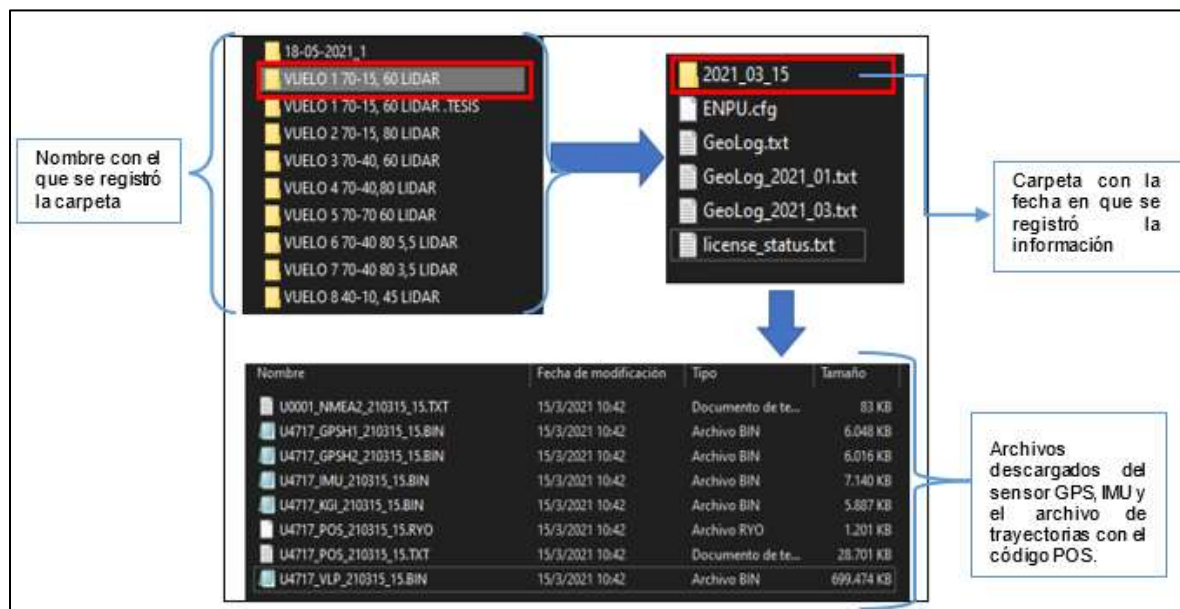 Nombre con el
que se registró
la carpeta
18-05-2021_1
VUELO 1 70-15, 60 LIDAR
VUELO 1 70-15, 60 LIDAR .TESIS
VUELO 2 70-15, 80 LIDAR
VUELO 3 70-40, 60 LIDAR
VUELO 4 70-40,80 LIDAR
VUELO 5 70-70 60 LIDAR
VUELO 6 70-40 80 5,5 LIDAR
VUELO 7 70-40 80 3,5 LIDAR
VUELO 8 40-10, 45 LIDAR
2021_03_15
ENPU.cfg
GeoLog.txt
GeoLog_2021_01.txt
GeoLog_2021_03.txt
license_status.txt
Carpeta con la
fecha en que se
registró la
información
Nombre Fecha de modificación Tipo Tamaño
U0001_NMEA2_210315_15.TXT 15/3/2021 10:42 Documento de te... 83 KB
U4717_GPSH1_210315_15.BIN 15/3/2021 10:42 Archivo BIN 6.048 KB
U4717_GPSH2_210315_15.BIN 15/3/2021 10:42 Archivo BIN 6.016 KB
U4717_IMU_210315_15.BIN 15/3/2021 10:42 Archivo BIN 7.140 KB
U4717_KGI_210315_15.BIN 15/3/2021 10:42 Archivo BIN 5.887 KB
U4717_POS_210315_15.RYO 15/3/2021 10:42 Archivo RYO 1.201 KB
U4717_POS_210315_15.TXT 15/3/2021 10:42 Documento de te... 28.701 KB
U4717_VLP_210315_15.BIN 15/3/2021 10:42 Archivo BIN 699.474 KB
Archivos
descargados del
sensor GPS, IMU y
el archivo de
trayectorias con el
código POS.